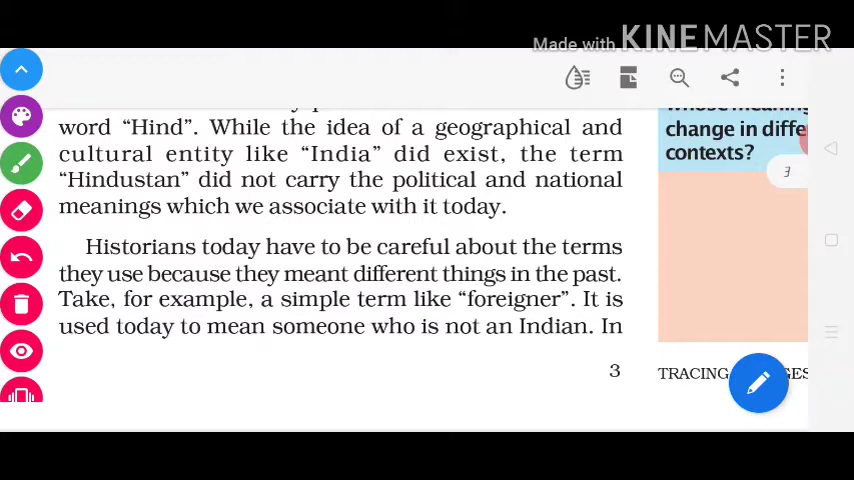 Made with KINEMASTER
word “Hind”. While the idea of a geographical and
cultural entity like “India” did exist, the term
“Hindustan” did not carry the political and national
meanings which we associate with it today.
Historians today have to be careful about the terms
they use because they meant different things in the past.
Take, for example, a simple term like “foreigner”. It is
used today to mean someone who is not an Indian. In
3
change in diffe
contexts?
3
TRACING